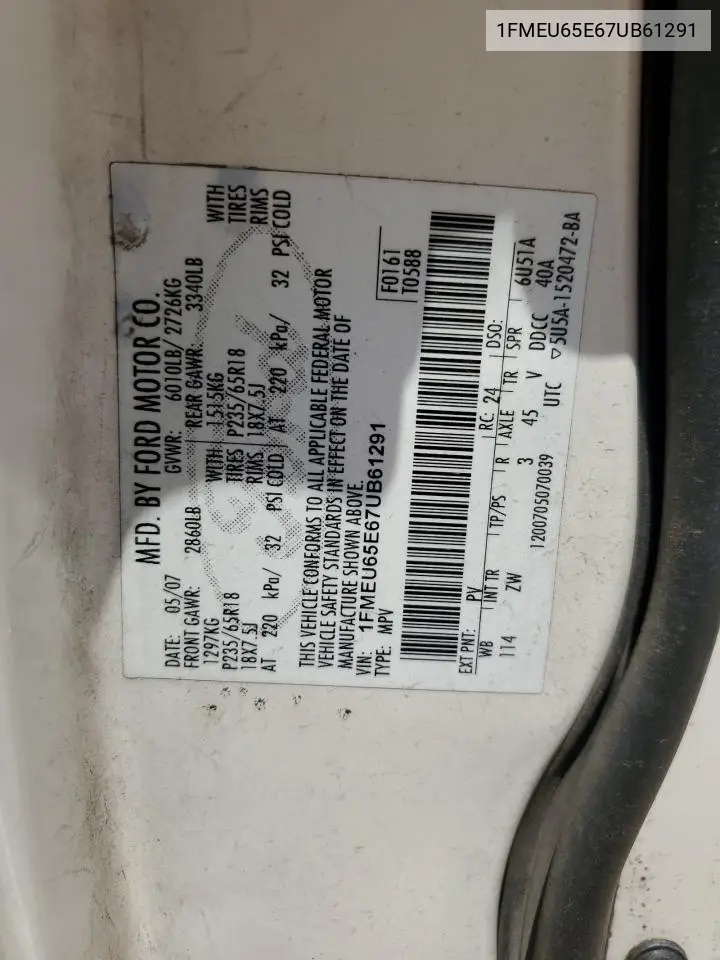 1FMEU65E67UB61291
MFD. BY FORD MOTOR CO.
DATE: 05/07 GVWR: 6010LB/ 2726KG
FRONT GAWR: 2860LB REAR GAWR: 3340LB
1297KG WITH 1515KG WITH
P235/65R18 TIRES P235/65R18 TIRES
18X7.5J RIMS 18X7.5J RIMS
AT 220 kPa/ 32 PSI COLD AT 220 kPa/ 32 PSI COLD
THIS VEHICLE CONFORMS TO ALL APPLICABLE FEDERAL MOTOR
VEHICLE SAFETY STANDARDS IN EFFECT ON THE DATE OF
MANUFACTURE SHOWN ABOVE.
VIN: 1FMEU65E67UB61291
TYPE: MPV
F0161
T0588
EXT PNT: PV RC: 24 DSO:
WB INT TR TP/PS R AXLE TR SPR 6U51A
114 ZW 3 45 V DDCC 40A
1200705070039 UTC ▽5U5A-1520472-BA